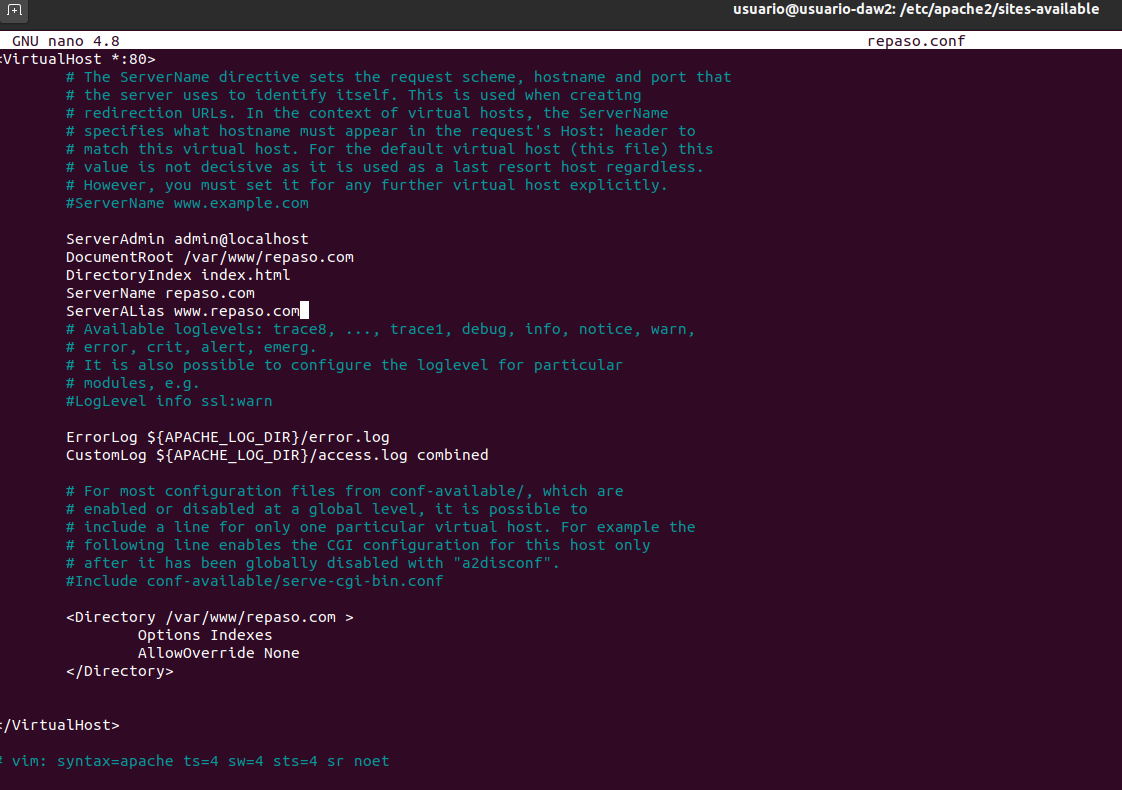 usuario@usuario-daw2: /etc/apache2/sites-available
GNU nano 4.8 repaso.conf
<VirtualHost *:80>
# The ServerName directive sets the request scheme, hostname and port that
# the server uses to identify itself. This is used when creating
# redirection URLs. In the context of virtual hosts, the ServerName
# specifies what hostname must appear in the request's Host: header to
# match this virtual host. For the default virtual host (this file) this
# value is not decisive as it is used as a last resort host regardless.
# However, you must set it for any further virtual host explicitly.
#ServerName www.example.com
ServerAdmin admin@localhost
DocumentRoot /var/www/repaso.com
DirectoryIndex index.html
ServerName repaso.com
ServerALias www.repaso.com
# Available loglevels: trace8, ..., trace1, debug, info, notice, warn,
# error, crit, alert, emerg.
# It is also possible to configure the loglevel for particular
# modules, e.g.
#LogLevel info ssl:warn
ErrorLog ${APACHE_LOG_DIR}/error.log
CustomLog ${APACHE_LOG_DIR}/access.log combined
# For most configuration files from conf-available/, which are
# enabled or disabled at a global level, it is possible to
# include a line for only one particular virtual host. For example the
# following line enables the CGI configuration for this host only
# after it has been globally disabled with "a2disconf".
#Include conf-available/serve-cgi-bin.conf
<Directory /var/www/repaso.com >
Options Indexes
AllowOverride None
</Directory>
</VirtualHost>
# vim: syntax=apache ts=4 sw=4 sts=4 sr noet